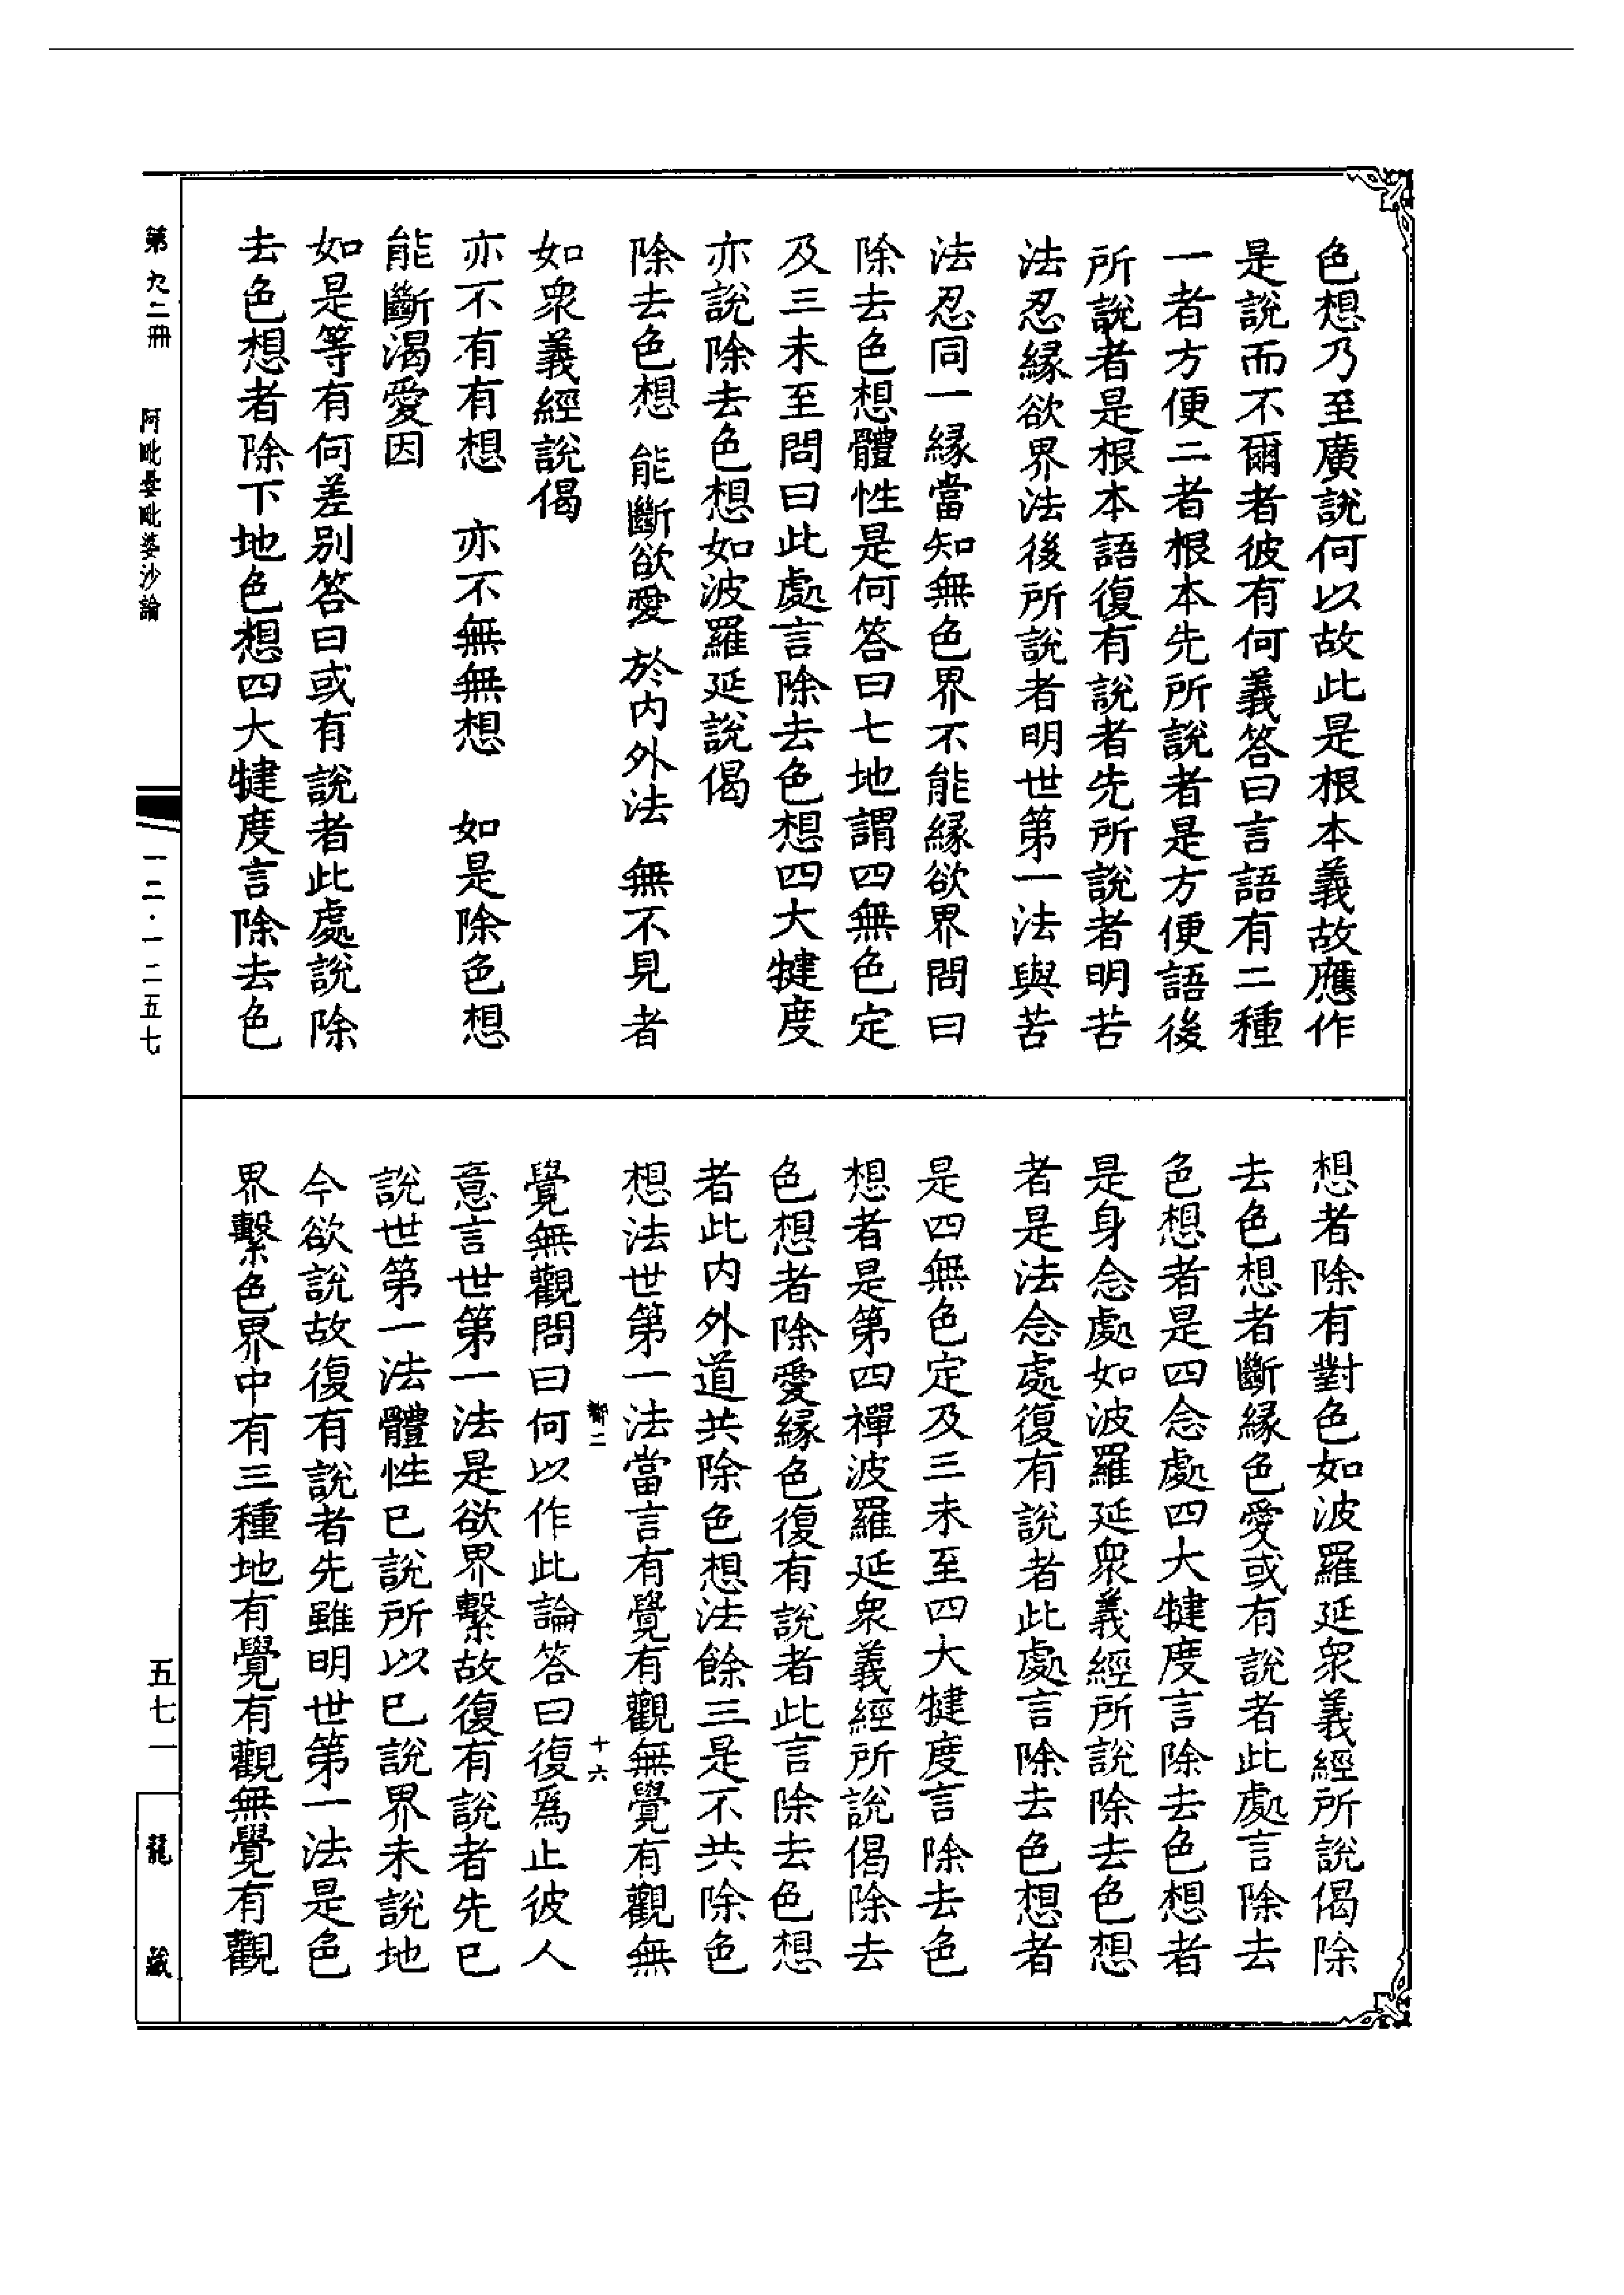 色想乃至廣說何以故此是根本義故應作
是說而不爾者彼有何義答曰言語有二種
一者方便二者根本先所說者是方便語後
所說者是根本語復有說者先所說者明苦
法忍緣欲界法後所說者明世第一法與苦
法忍同一緣當知無色界不能緣欲界問曰
除去色想體性是何答曰七地謂四無色定
及三未至問曰此處言除去色想四大犍度
亦說除去色想如波羅延說偈
除去色想 能斷欲愛 於內外法 無不見者
如衆義經說偈
亦不有有想 亦不無無想 如是除色想
能斷渴愛因
如是等有何差別答曰或有說者此處說除
去色想者除下地色想四大犍度言除去色
想者除有對色如波羅延衆義經所說偈除
去色想者斷緣色愛或有說者此處言除去
色想者是四念處四大犍度言除去色想者
是身念處如波羅延衆義經所說除去色想
者是法念處復有說者此處言除去色想者
是四無色定及三未至四大犍度言除去色
想者是第四禪波羅延衆義經所說偈除去
色想者除愛緣色復有說者此言除去色想
者此內外道共除色想法餘三是不共除色
想法世第一法當言有覺有觀無覺有觀無
鄣二 十六
覺無觀問曰何以作此論答曰復爲止彼人
意言世第一法是欲界繫故復有說者先已
說世第一法體性已說所以已說界未說地
今欲說故復有說者先雖明世第一法是色
界繫色界中有三種地有覺有觀無覺有觀
第九二冊 阿毗曇毗婆沙論 一二·一二五七 五七一 龍藏